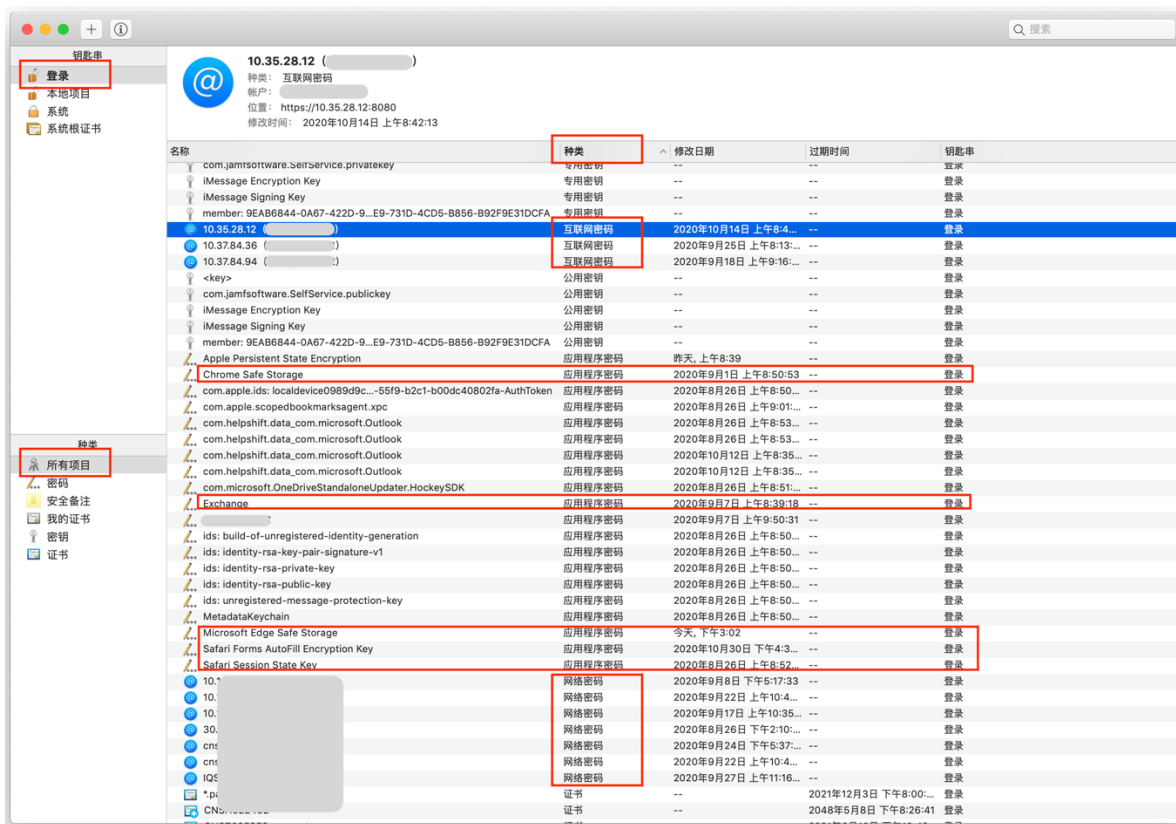 搜索
钥匙串
登录
本地项目
系统
系统根证书
10.35.28.12 ( )
种类： 互联网密码
帐户：
位置： https://10.35.28.12:8080
修改时间： 2020年10月14日 上午8:42:13
名称 种类 修改日期 过期时间 钥匙串
com.jamfsoftware.SelfService.privatekey 专用密钥 -- -- 登录
iMessage Encryption Key 专用密钥 -- -- 登录
iMessage Signing Key 专用密钥 -- -- 登录
member: 9EAB6844-0A67-422D-9...E9-731D-4CD5-B856-B92F9E31DCFA 专用密钥 -- -- 登录
10.35.28.12 ( ) 互联网密码 2020年10月14日 上午8:4... -- 登录
10.37.84.36 ( ) 互联网密码 2020年9月25日 上午8:13:... -- 登录
10.37.84.94 ( ) 互联网密码 2020年9月18日 上午9:16:... -- 登录
<key> 公用密钥 -- -- 登录
com.jamfsoftware.SelfService.publickey 公用密钥 -- -- 登录
iMessage Encryption Key 公用密钥 -- -- 登录
iMessage Signing Key 公用密钥 -- -- 登录
member: 9EAB6844-0A67-422D-9...E9-731D-4CD5-B856-B92F9E31DCFA 公用密钥 -- -- 登录
Apple Persistent State Encryption 应用程序密码 昨天, 上午8:39 -- 登录
Chrome Safe Storage 应用程序密码 2020年9月1日 上午8:50:53 -- 登录
com.apple.ids: localdevice0989d9c...-55f9-b2c1-b00dc40802fa-AuthToken 应用程序密码 2020年8月26日 上午8:50... -- 登录
com.apple.scopedbookmarksagent.xpc 应用程序密码 2020年8月26日 上午9:01:... -- 登录
com.helpshift.data_com.microsoft.Outlook 应用程序密码 2020年8月26日 上午8:53... -- 登录
com.helpshift.data_com.microsoft.Outlook 应用程序密码 2020年8月26日 上午8:53... -- 登录
com.helpshift.data_com.microsoft.Outlook 应用程序密码 2020年10月12日 上午8:35... -- 登录
com.helpshift.data_com.microsoft.Outlook 应用程序密码 2020年10月12日 上午8:35... -- 登录
com.microsoft.OneDriveStandaloneUpdater.HockeySDK 应用程序密码 2020年8月26日 上午8:51:... -- 登录
Exchange 应用程序密码 2020年9月7日 上午8:39:18 -- 登录
应用程序密码 2020年9月7日 上午9:50:31 -- 登录
ids: build-of-unregistered-identity-generation 应用程序密码 2020年8月26日 上午8:50... -- 登录
ids: identity-rsa-key-pair-signature-v1 应用程序密码 2020年8月26日 上午8:50... -- 登录
ids: identity-rsa-private-key 应用程序密码 2020年8月26日 上午8:50... -- 登录
ids: identity-rsa-public-key 应用程序密码 2020年8月26日 上午8:50... -- 登录
ids: unregistered-message-protection-key 应用程序密码 2020年8月26日 上午8:50... -- 登录
MetadataKeychain 应用程序密码 2020年8月26日 上午8:50... -- 登录
Microsoft Edge Safe Storage 应用程序密码 今天, 下午3:02 -- 登录
Safari Forms AutoFill Encryption Key 应用程序密码 2020年10月30日 下午4:3... -- 登录
Safari Session State Key 应用程序密码 2020年8月26日 上午8:52... -- 登录
10. 网络密码 2020年9月8日 下午5:17:33 -- 登录
10. 网络密码 2020年9月22日 上午10:4... -- 登录
10. 网络密码 2020年9月17日 上午10:35... -- 登录
30. 网络密码 2020年8月26日 下午2:10:... -- 登录
cns 网络密码 2020年9月24日 下午5:37:... -- 登录
cns 网络密码 2020年9月22日 上午10:4... -- 登录
IQS 网络密码 2020年9月27日 上午11:16... -- 登录
*.pa 证书 -- 2021年12月3日 下午8:00:... 登录
证书 -- 2048年5月8日 下午8:26:41 登录
种类
所有项目
密码
安全备注
我的证书
密钥
证书